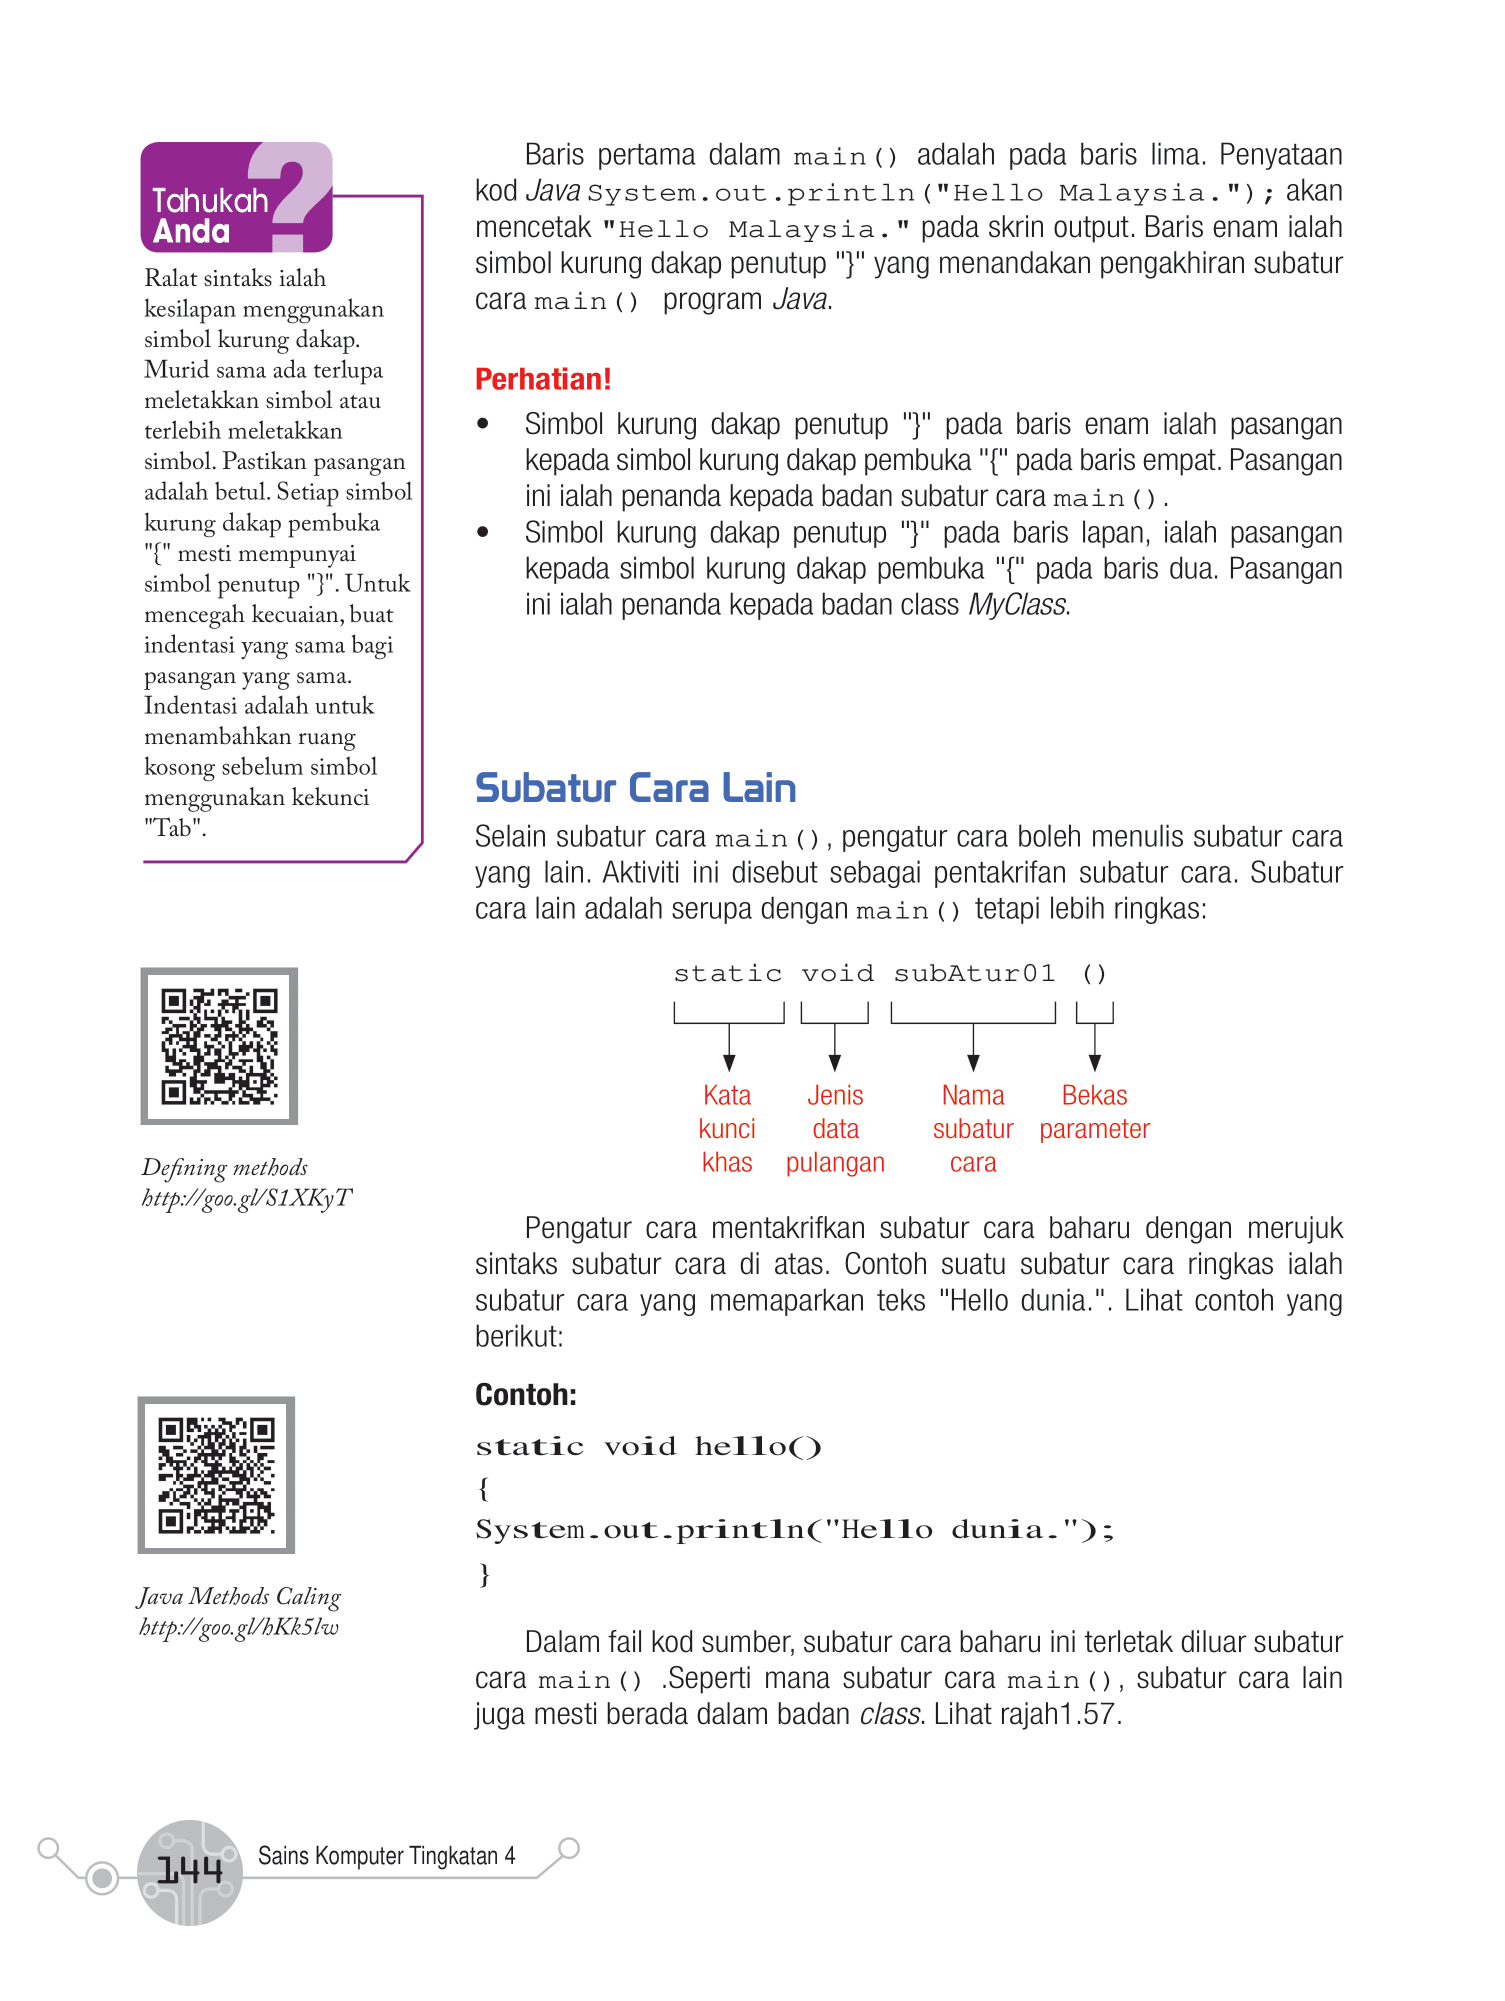 Tahukah
Anda
Ralat sintaks ialah
kesilapan menggunakan
simbol kurung dakap.
Murid sama ada terlupa
meletakkan simbol atau
terlebih meletakkan
simbol. Pastikan pasangan
adalah betul. Setiap simbol
kurung dakap pembuka
"{" mesti mempunyai
simbol penutup "}". Untuk
mencegah kecuaian, buat
indentasi yang sama bagi
pasangan yang sama.
Indentasi adalah untuk
menambahkan ruang
kosong sebelum simbol
menggunakan kekunci
"Tab".
Defining methods
http://goo.gl/S1XKyT
Java Methods Caling
http://goo.gl/hKk5lw
Baris pertama dalam main() adalah pada baris lima. Penyataan
kod Java System.out.println("Hello Malaysia."); akan
mencetak "Hello Malaysia." pada skrin output. Baris enam ialah
simbol kurung dakap penutup "}" yang menandakan pengakhiran subatur
cara main() program Java.
Perhatian!
• Simbol kurung dakap penutup "}" pada baris enam ialah pasangan
kepada simbol kurung dakap pembuka "{" pada baris empat. Pasangan
ini ialah penanda kepada badan subatur cara main().
• Simbol kurung dakap penutup "}" pada baris lapan, ialah pasangan
kepada simbol kurung dakap pembuka "{" pada baris dua. Pasangan
ini ialah penanda kepada badan class MyClass.
Subatur Cara Lain
Selain subatur cara main(), pengatur cara boleh menulis subatur cara
yang lain. Aktiviti ini disebut sebagai pentakrifan subatur cara. Subatur
cara lain adalah serupa dengan main() tetapi lebih ringkas:
static void subAtur01 ()
Kata Jenis Nama Bekas
kunci data subatur parameter
khas pulangan cara
Pengatur cara mentakrifkan subatur cara baharu dengan merujuk
sintaks subatur cara di atas. Contoh suatu subatur cara ringkas ialah
subatur cara yang memaparkan teks "Hello dunia.". Lihat contoh yang
berikut:
Contoh:
static void hello()
{
System.out.println("Hello dunia.");
}
Dalam fail kod sumber, subatur cara baharu ini terletak diluar subatur
cara main() .Seperti mana subatur cara main(), subatur cara lain
juga mesti berada dalam badan class. Lihat rajah1.57.
144
Sains Komputer Tingkatan 4